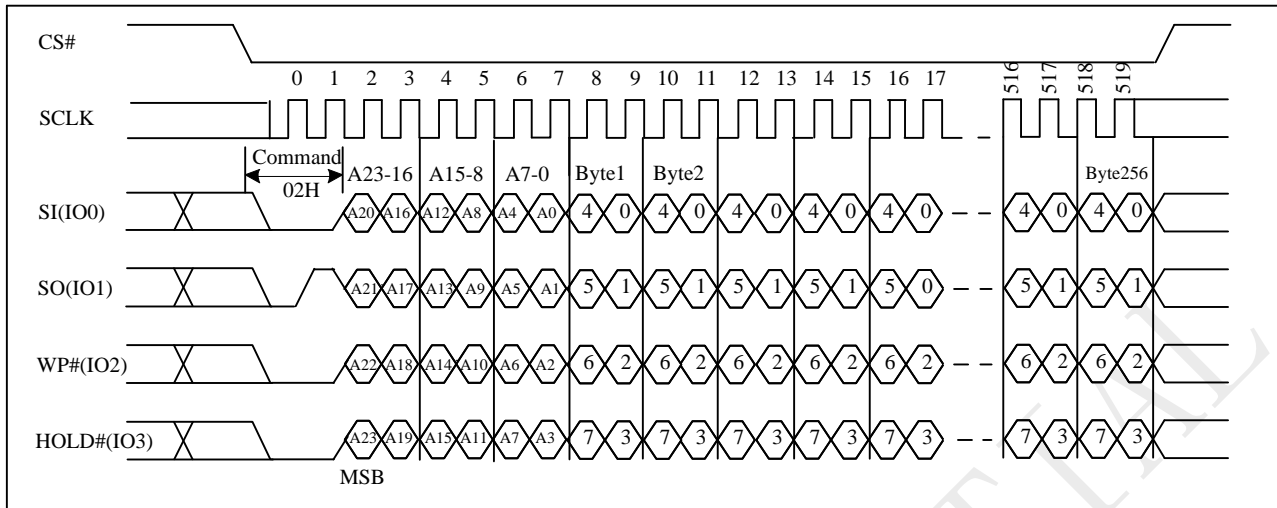 CS#
0 1 2 3 4 5 6 7 8 9 10 11 12 13 14 15 16 17 516 517 518 519
SCLK
Command
02H
A23-16 A15-8 A7-0 Byte1 Byte2 Byte256
SI(IO0) A20 A16 A12 A8 A4 A0 4 0 4 0 4 0 4 0 4 0 4 0 4 0
SO(IO1) A21 A17 A13 A9 A5 A1 5 1 5 1 5 1 5 1 5 0 5 1 5 1
WP#(IO2) A22 A18 A14 A10 A6 A2 6 2 6 2 6 2 6 2 6 2 6 2 6 2
HOLD#(IO3) A23 A19 A15 A11 A7 A3 7 3 7 3 7 3 7 3 7 3 7 3 7 3
MSB